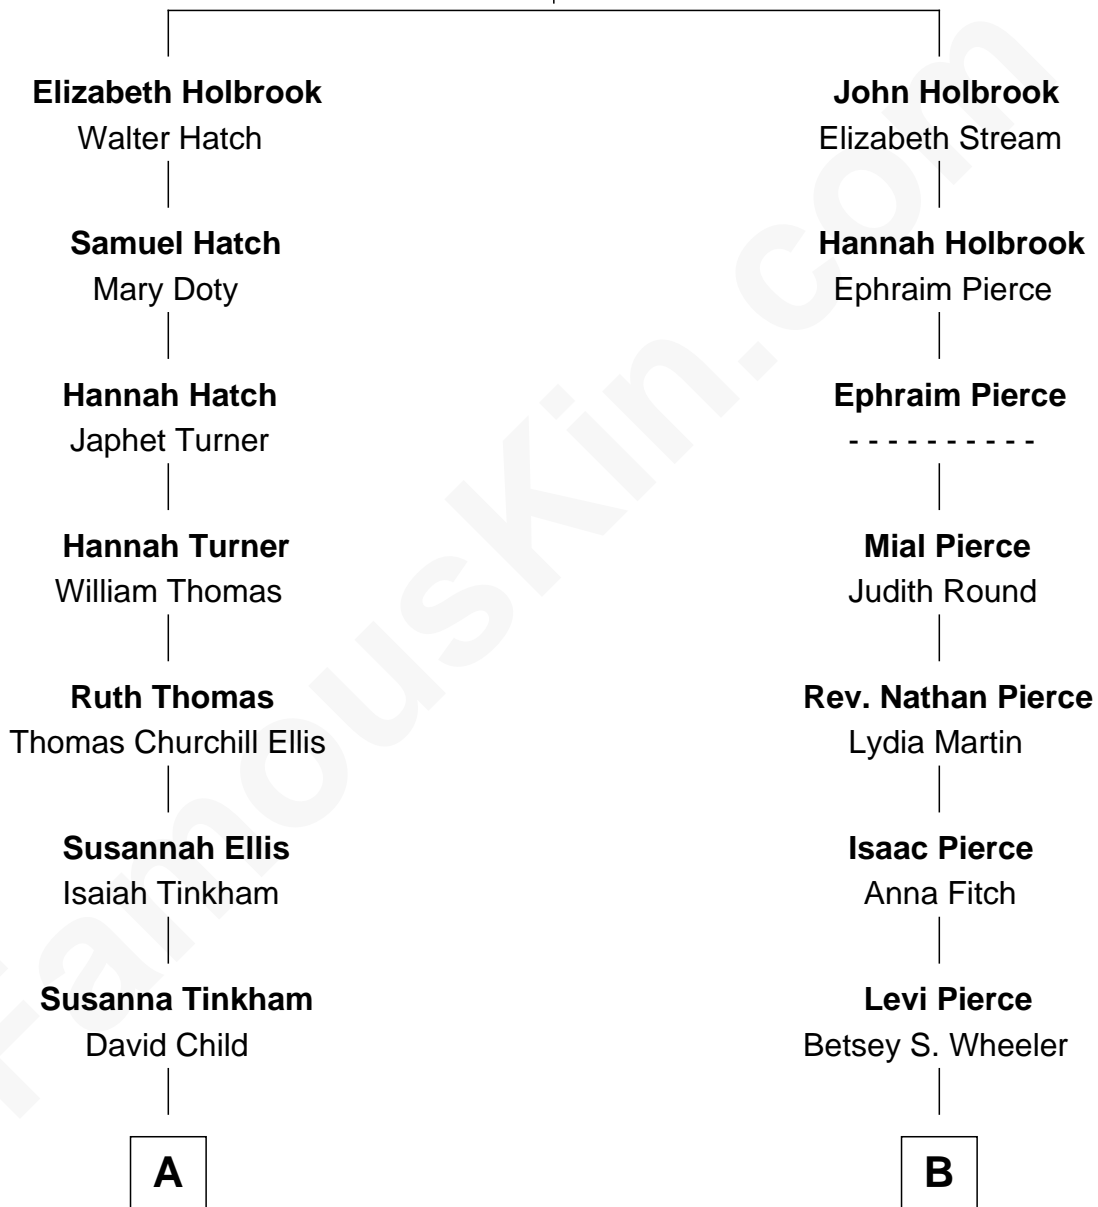 Elizabeth Holbrook
Walter Hatch
Samuel Hatch
Mary Doty
Hannah Hatch
Japhet Turner
Hannah Turner
William Thomas
Ruth Thomas
Thomas Churchill Ellis
Susannah Ellis
Isaiah Tinkham
Susanna Tinkham
David Child
A
John Holbrook
Elizabeth Stream
Hannah Holbrook
Ephraim Pierce
Ephraim Pierce
- - - - - - - - - -
Mial Pierce
Judith Round
Rev. Nathan Pierce
Lydia Martin
Isaac Pierce
Anna Fitch
Levi Pierce
Betsey S. Wheeler
B
FamousKin.com